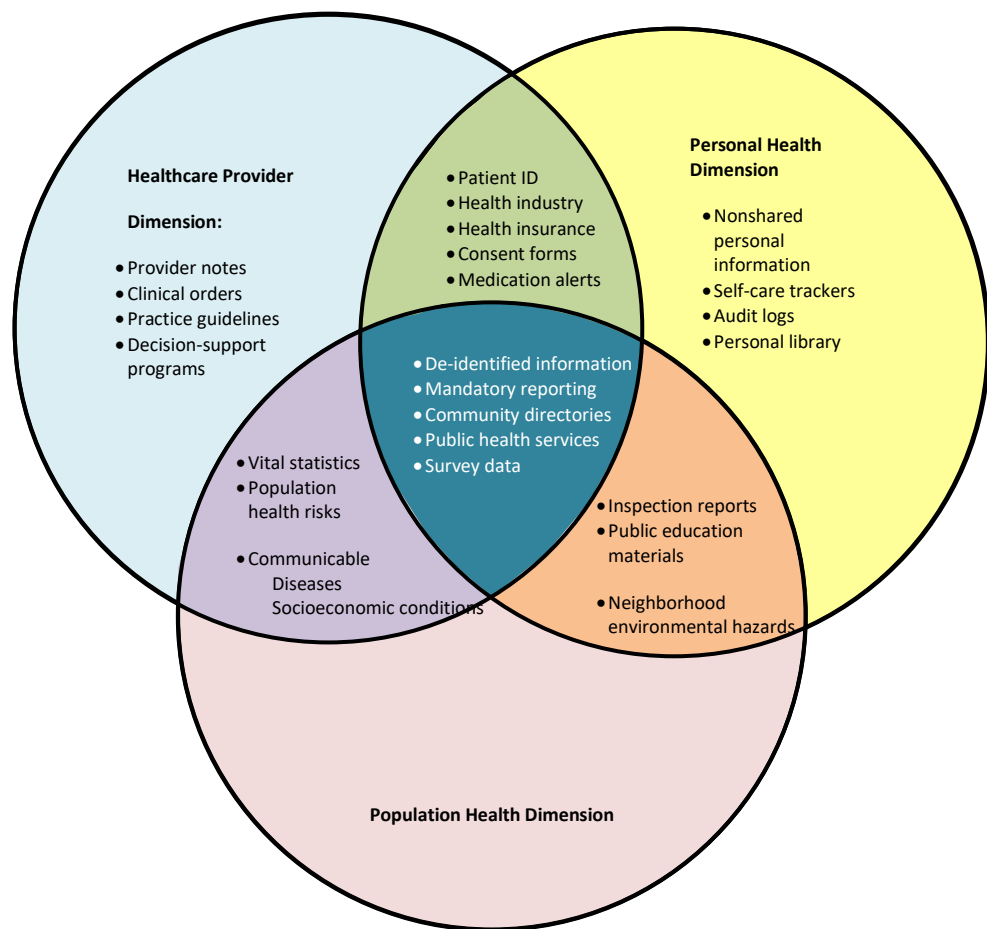 Healthcare Provider
Dimension:
• Provider notes
• Clinical orders
• Practice guidelines
• Decision-support
programs
• Patient ID
• Health industry
• Health insurance
• Consent forms
• Medication alerts
Personal Health
Dimension
• Nonshared
personal
information
• Self-care trackers
• Audit logs
• Personal library
• De-identified information
• Mandatory reporting
• Community directories
• Public health services
• Survey data
• Vital statistics
• Population
health risks
• Communicable
Diseases
Socioeconomic conditions
• Inspection reports
• Public education
materials
• Neighborhood
environmental hazards
Population Health Dimension